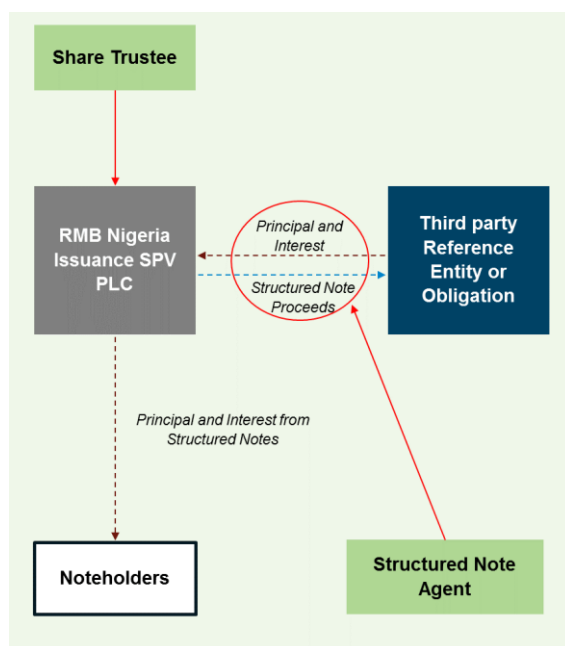 Share Trustee
RMB Nigeria
Issuance SPV
PLC
Principal and
Interest
Structured Note
Proceeds
Third party
Reference
Entity or
Obligation
Principal and Interest from
Structured Notes
Noteholders
Structured Note
Agent